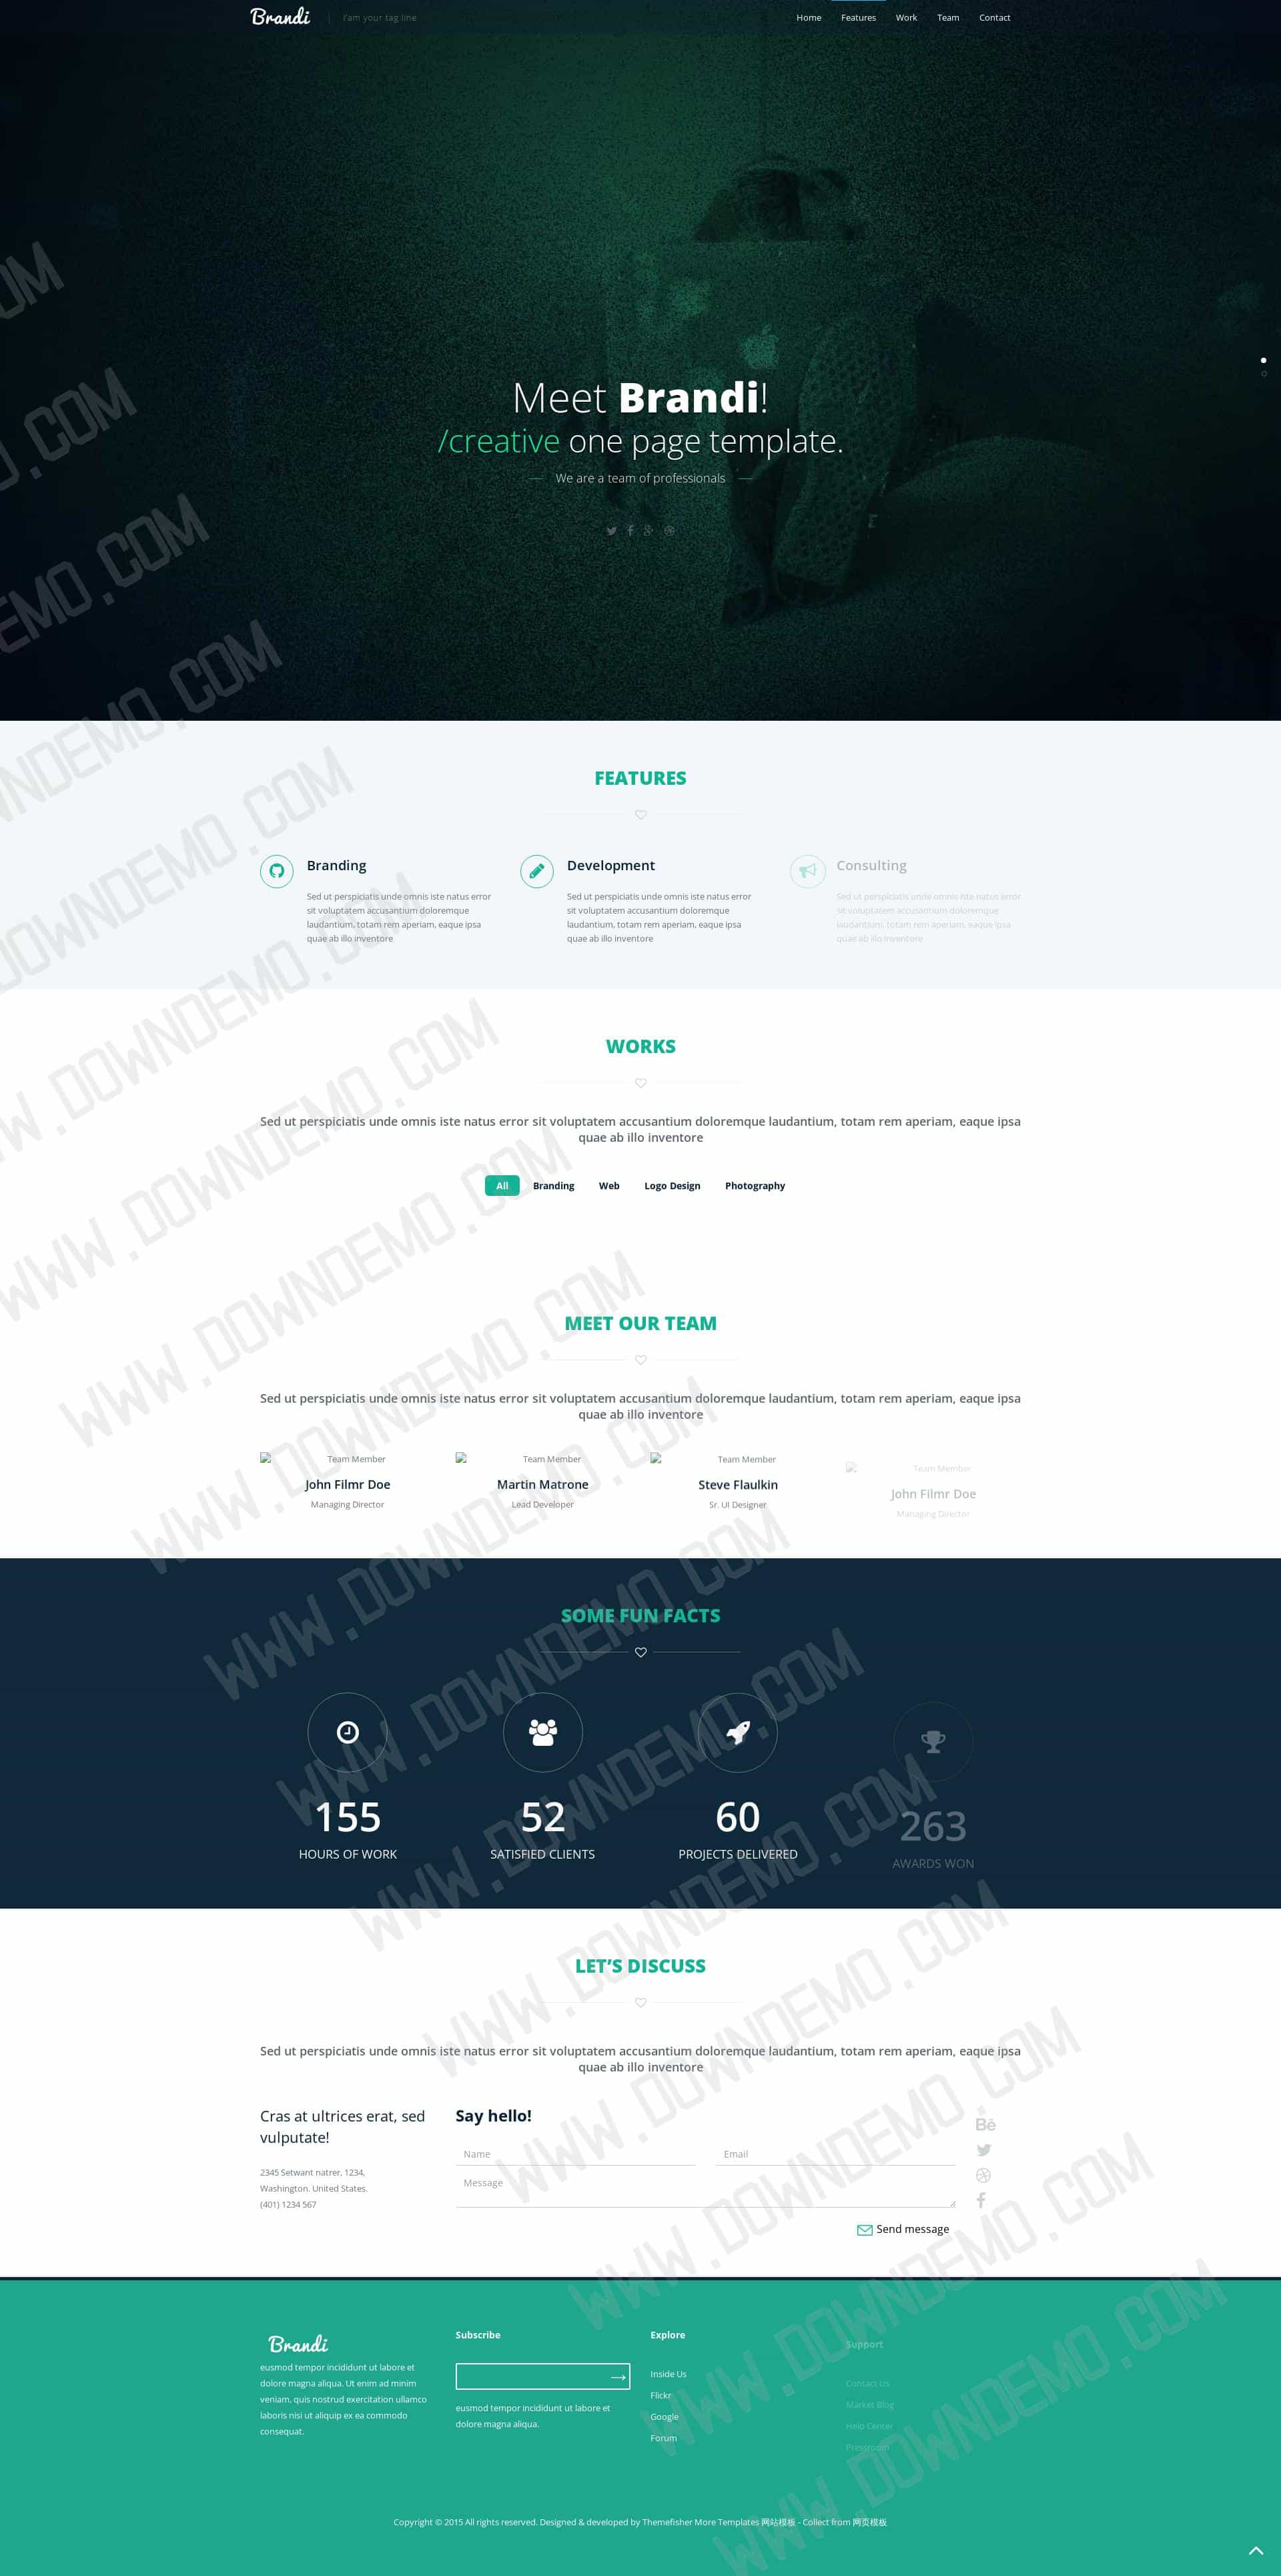 Brandi
I'am your tag line
Home Features Work Team Contact
Meet Brandi!
/creative one page template.
We are a team of professionals
FEATURES
Branding
Sed ut perspiciatis unde omnis iste natus error
sit voluptatem accusantium doloremque
laudantium, totam rem aperiam, eaque ipsa
quae ab illo inventore
Development
Sed ut perspiciatis unde omnis iste natus error
sit voluptatem accusantium doloremque
laudantium, totam rem aperiam, eaque ipsa
quae ab illo inventore
Consulting
Sed ut perspiciatis unde omnis iste natus error
sit voluptatem accusantium doloremque
laudantium, totam rem aperiam, eaque ipsa
quae ab illo inventore
WORKS
Sed ut perspiciatis unde omnis iste natus error sit voluptatem accusantium doloremque laudantium, totam rem aperiam, eaque ipsa
quae ab illo inventore
All Branding Web Logo Design Photography
MEET OUR TEAM
Sed ut perspiciatis unde omnis iste natus error sit voluptatem accusantium doloremque laudantium, totam rem aperiam, eaque ipsa
quae ab illo inventore
Team Member
John Filmr Doe
Managing Director
Team Member
Martin Matrone
Lead Developer
Team Member
Steve Flaulkin
Sr. UI Designer
Team Member
John Filmr Doe
Managing Director
SOME FUN FACTS
155
HOURS OF WORK
52
SATISFIED CLIENTS
60
PROJECTS DELIVERED
263
AWARDS WON
LET'S DISCUSS
Sed ut perspiciatis unde omnis iste natus error sit voluptatem accusantium doloremque laudantium, totam rem aperiam, eaque ipsa
quae ab illo inventore
Cras at ultrices erat, sed
vulputate!
2345 Setwant natrer, 1234,
Washington. United States.
(401) 1234 567
Say hello!
Name
Email
Message
Send message
Brandi
eusmod tempor incididunt ut labore et
dolore magna aliqua. Ut enim ad minim
veniam, quis nostrud exercitation ullamco
laboris nisi ut aliquip ex ea commodo
consequat.
Subscribe
eusmod tempor incididunt ut labore et
dolore magna aliqua.
Explore
Inside Us
Flickr
Google
Forum
Support
Contact Us
Market Blog
Help Center
Pressroom
Copyright © 2015 All rights reserved. Designed & developed by Themefisher More Templates 网站模板 - Collect from 网页模板
WWW.DOWNDEMO.COM